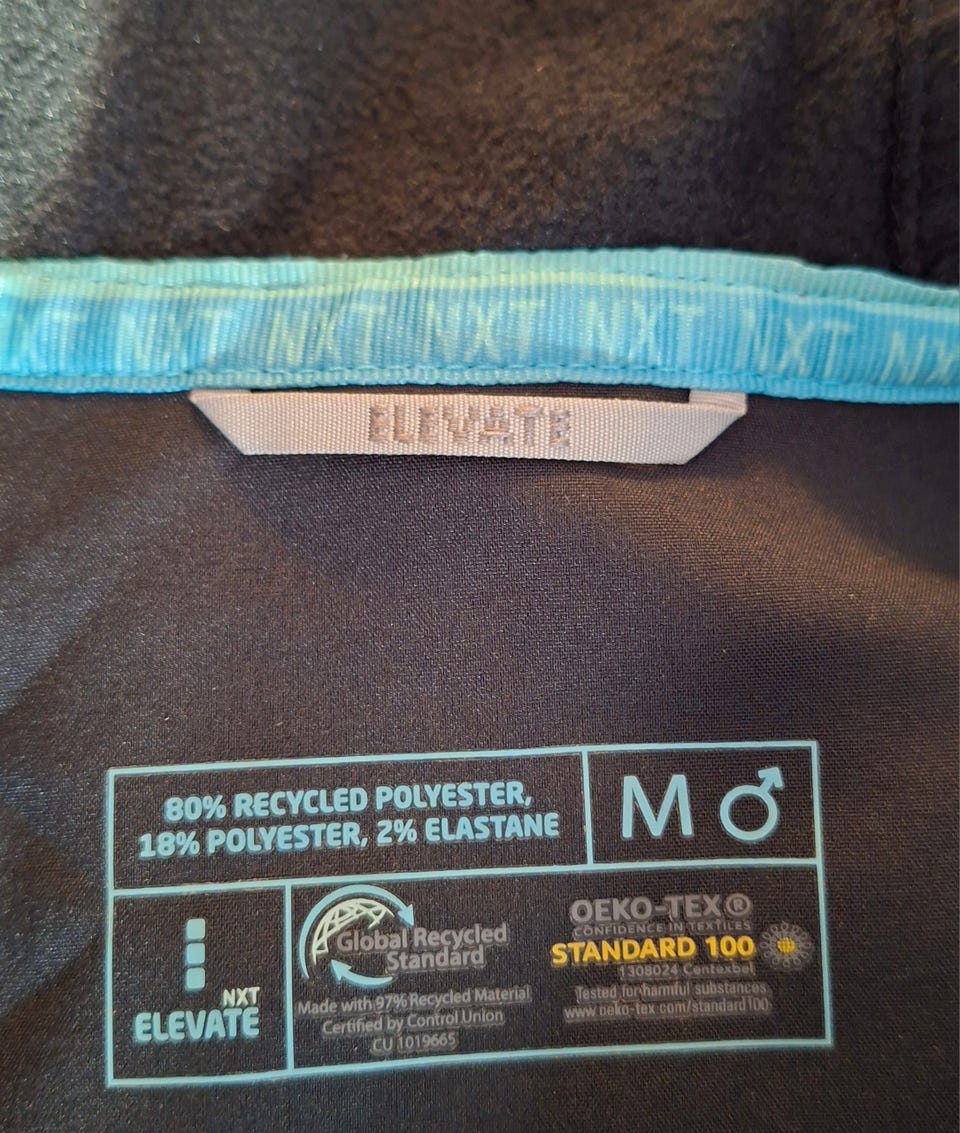 NXT NXT NXT NXT NXT NXT
ELEVATE
80% RECYCLED POLYESTER,
18% POLYESTER, 2% ELASTANE
M
NXT
ELEVATE
Global Recycled
Standard
Made with 97% Recycled Material
Certified by Control Union
CU 1019665
OEKO-TEX®
CONFIDENCE IN TEXTILES
STANDARD 100
1308024 Centexbel
Tested for harmful substances
www.oeko-tex.com/standard100